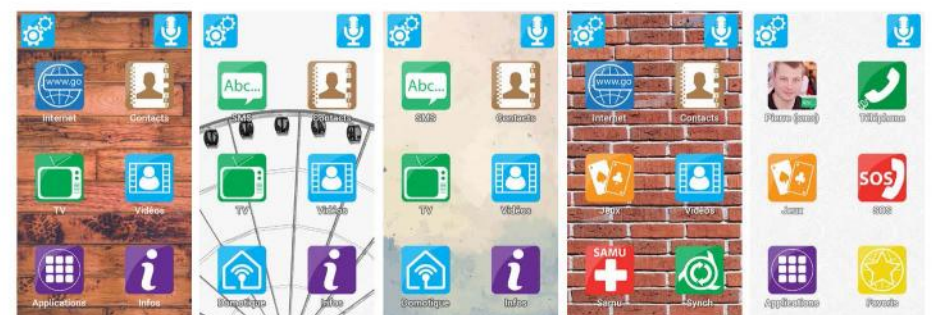 www.go
Internet
Contacts
TV
Vidéos
Applications
Infos
Abc...
SMS
Contacts
TV
Vidéos
Domotique
Infos
Abc...
SMS
Contacts
TV
Vidéos
Domotique
Infos
www.go
Internet
Contacts
Jeux
Vidéos
SAMU
Samu
Synch
Pierre (sms)
Téléphone
Jeux
SOS
SOS
Applications
Favoris